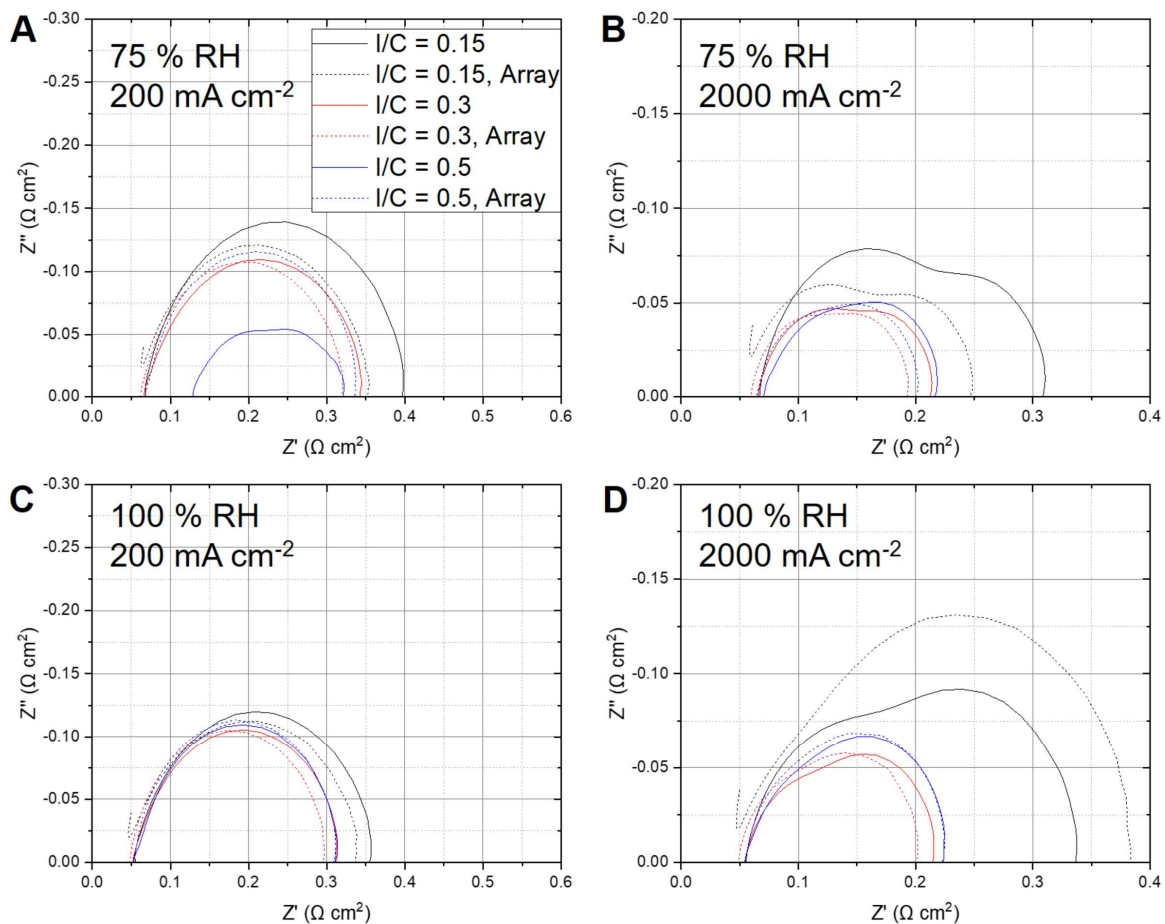 A
75 % RH
200 mA cm-2
I/C = 0.15
I/C = 0.15, Array
I/C = 0.3
I/C = 0.3, Array
I/C = 0.5
I/C = 0.5, Array
-0.30
-0.25
-0.20
-0.15
-0.10
-0.05
0.00
Z" (Ω cm2)
0.0 0.1 0.2 0.3 0.4 0.5 0.6
Z' (Ω cm2)
B
75 % RH
2000 mA cm-2
-0.20
-0.15
-0.10
-0.05
0.00
Z" (Ω cm2)
0.0 0.1 0.2 0.3 0.4
Z' (Ω cm2)
C
100 % RH
200 mA cm-2
-0.30
-0.25
-0.20
-0.15
-0.10
-0.05
0.00
Z" (Ω cm2)
0.0 0.1 0.2 0.3 0.4 0.5 0.6
Z' (Ω cm2)
D
100 % RH
2000 mA cm-2
-0.20
-0.15
-0.10
-0.05
0.00
Z" (Ω cm2)
0.0 0.1 0.2 0.3 0.4
Z' (Ω cm2)